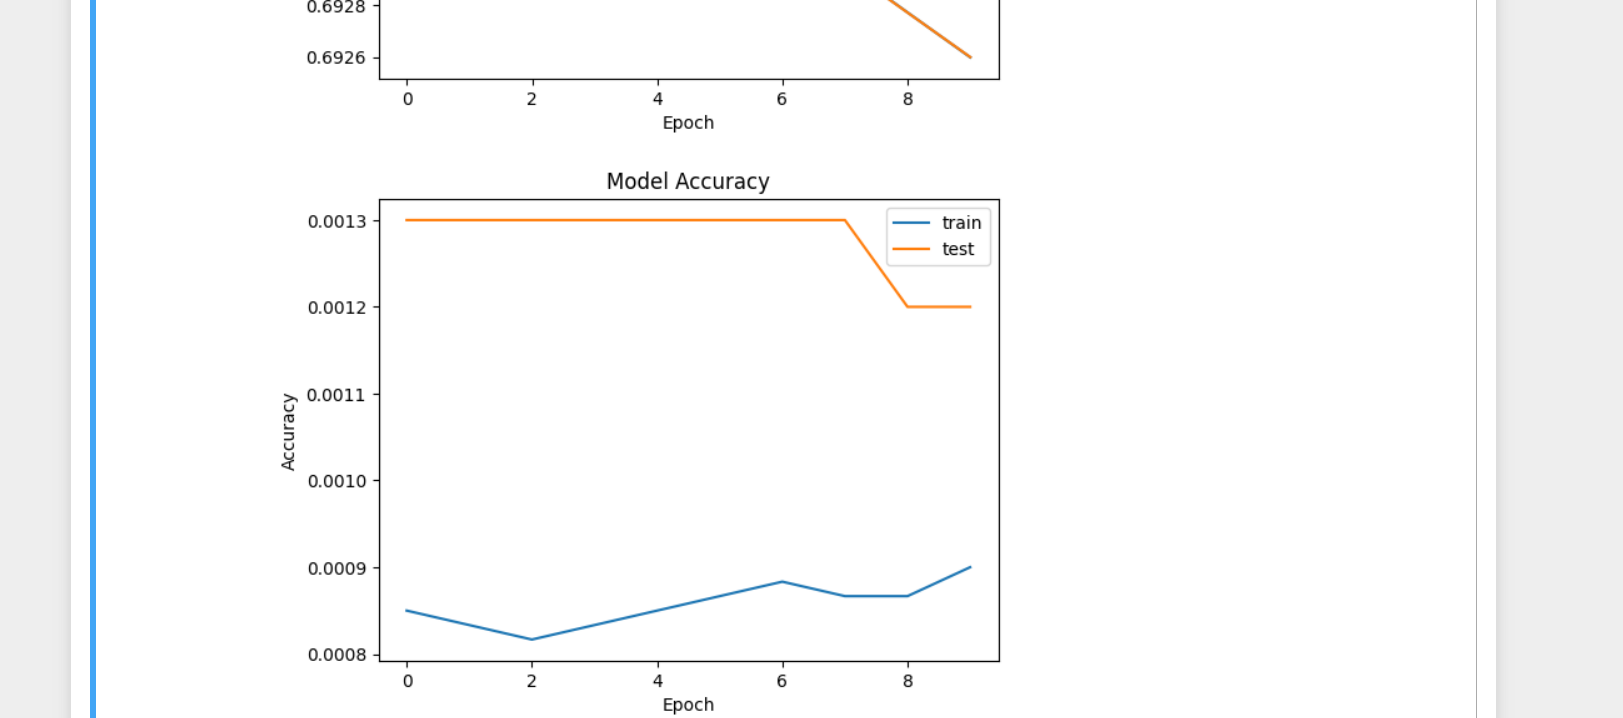 0.6928
0.6926
0 2 4 6 8
Epoch
Model Accuracy
train
test
0.0013
0.0012
0.0011
0.0010
0.0009
0.0008
Accuracy
0 2 4 6 8
Epoch